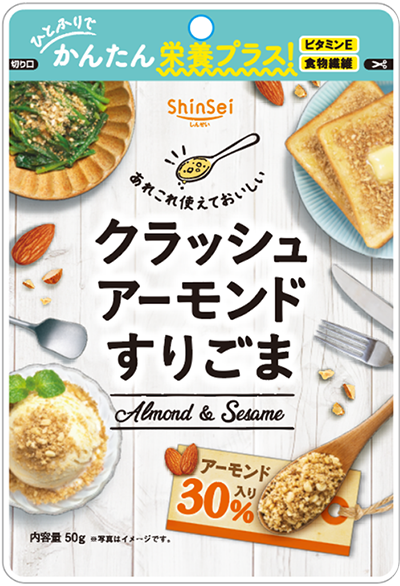 ひとふりで
かんたん栄養プラス!
ビタミンE
食物繊維
切り口
ShinSei
しんせい
あれこれ使えておいしい
クラッシュ
アーモンド
すりごま
Almond & Sesame
アーモンド
30%入り
内容量 50g ※写真はイメージです。